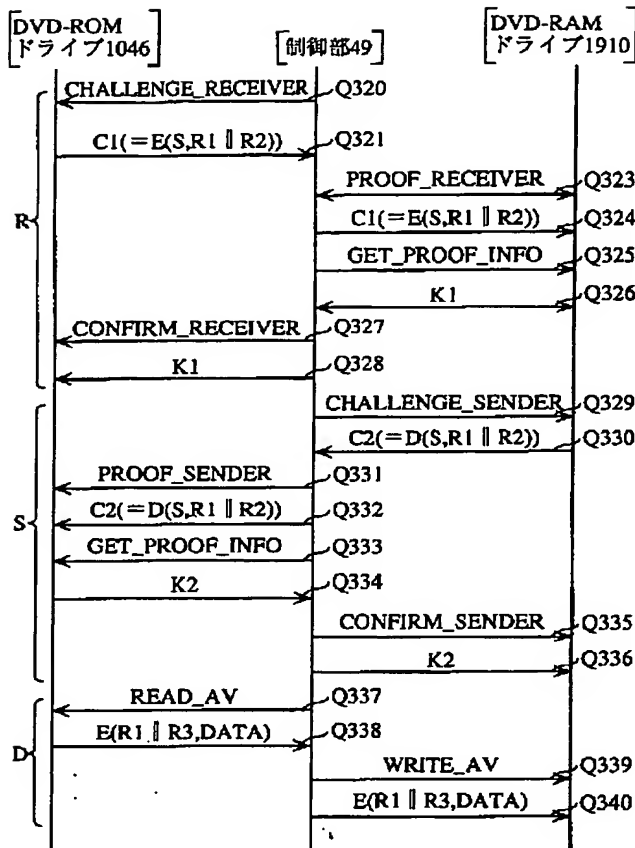 DVD-ROM
ドライブ1046
制御部49
DVD-RAM
ドライブ1910
CHALLENGE_RECEIVER Q320
C1(=E(S,R1 || R2)) Q321
PROOF_RECEIVER Q323
C1(=E(S,R1 || R2)) Q324
GET_PROOF_INFO Q325
K1 Q326
CONFIRM_RECEIVER Q327
K1 Q328
R
CHALLENGE_SENDER Q329
C2(=D(S,R1 || R2)) Q330
PROOF_SENDER Q331
C2(=D(S,R1 || R2)) Q332
GET_PROOF_INFO Q333
K2 Q334
CONFIRM_SENDER Q335
K2 Q336
S
READ_AV Q337
E(R1 || R3,DATA) Q338
WRITE_AV Q339
E(R1 || R3,DATA) Q340
D